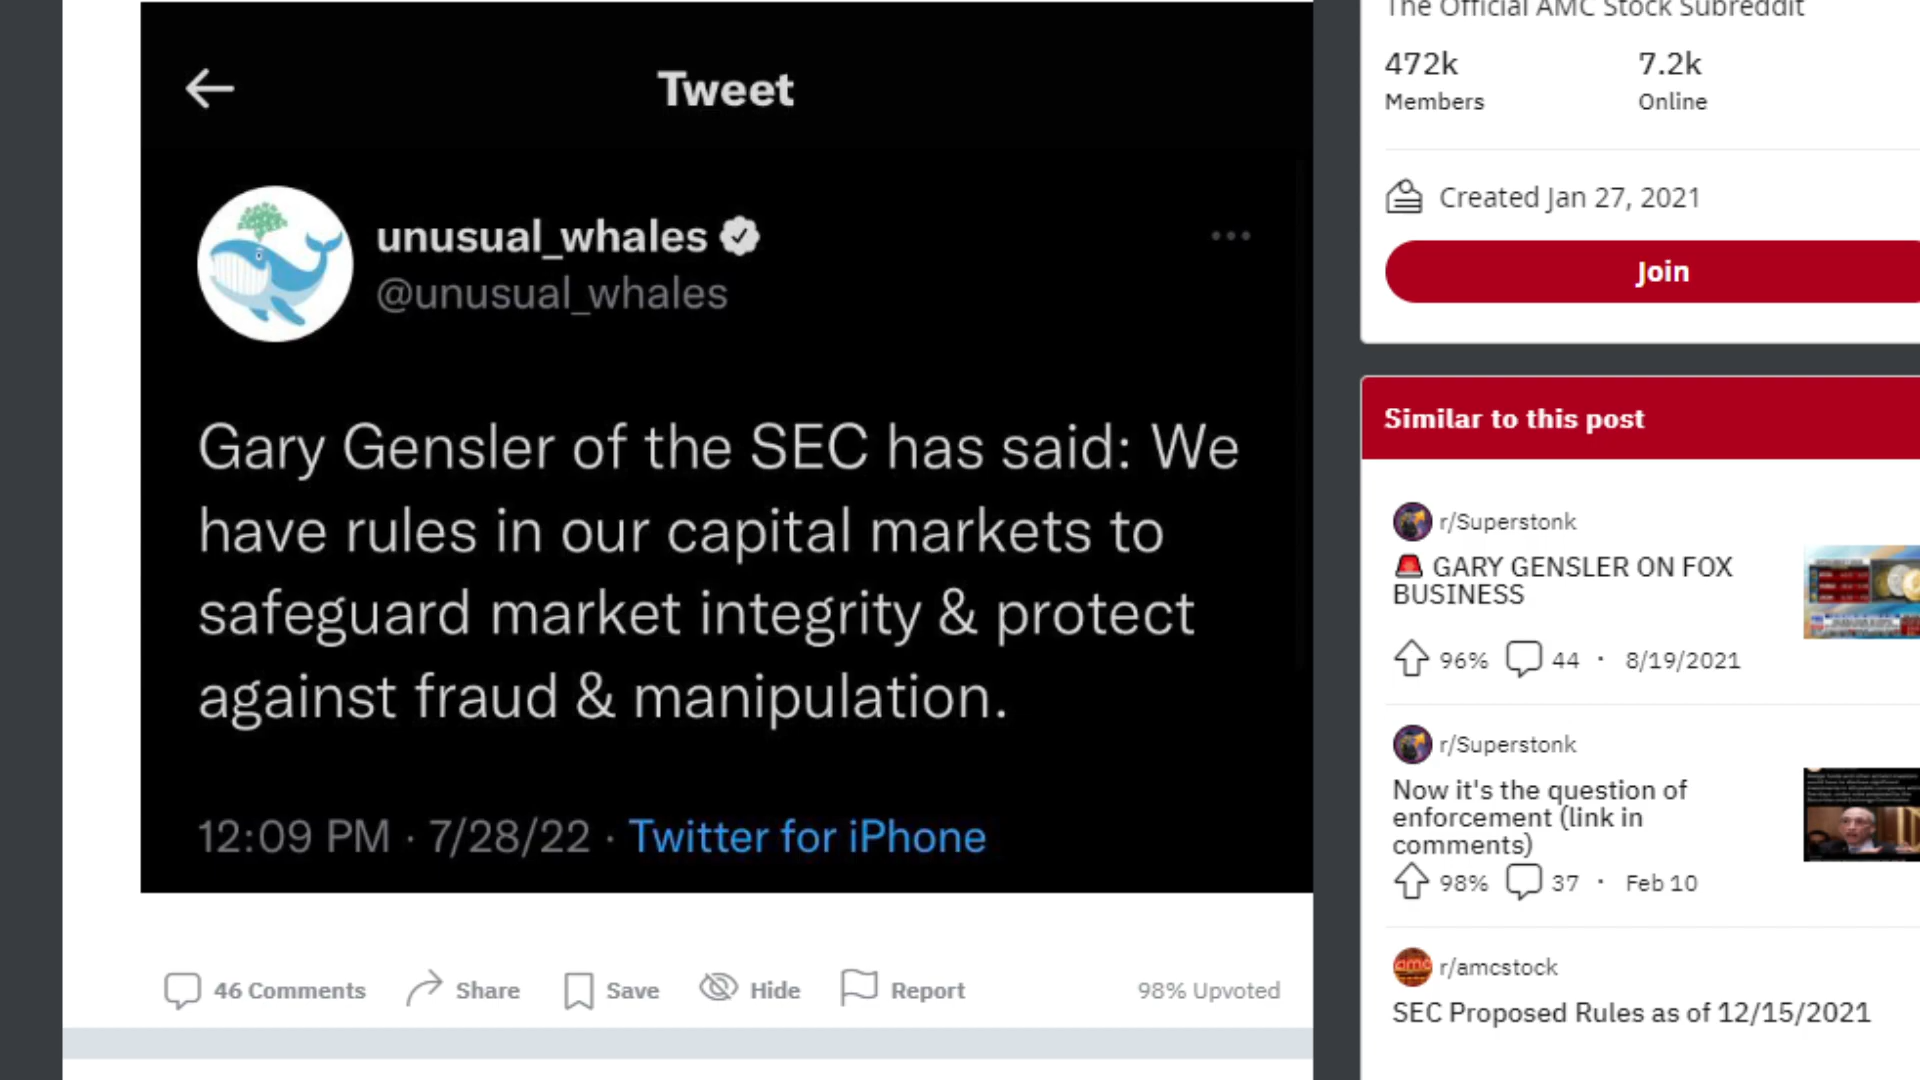 Tweet
unusual_whales
@unusual_whales
Gary Gensler of the SEC has said: We
have rules in our capital markets to
safeguard market integrity & protect
against fraud & manipulation.
12:09 PM · 7/28/22 · Twitter for iPhone
46 Comments Share Save Hide Report 98% Upvoted
The Official AMC Stock Subreddit
472k 7.2k
Members Online
Created Jan 27, 2021
Join
Similar to this post
r/Superstonk
GARY GENSLER ON FOX
BUSINESS
96% 44 · 8/19/2021
r/Superstonk
Now it's the question of
enforcement (link in
comments)
98% 37 · Feb 10
amc r/amcstock
SEC Proposed Rules as of 12/15/2021